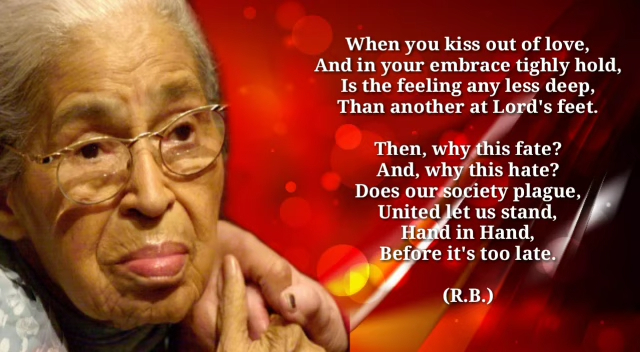 When you kiss out of love,
And in your embrace tighly hold,
Is the feeling any less deep,
Than another at Lord's feet.
Then, why this fate?
And, why this hate?
Does our society plague,
United let us stand,
Hand in Hand,
Before it's too late.
(R.B.)